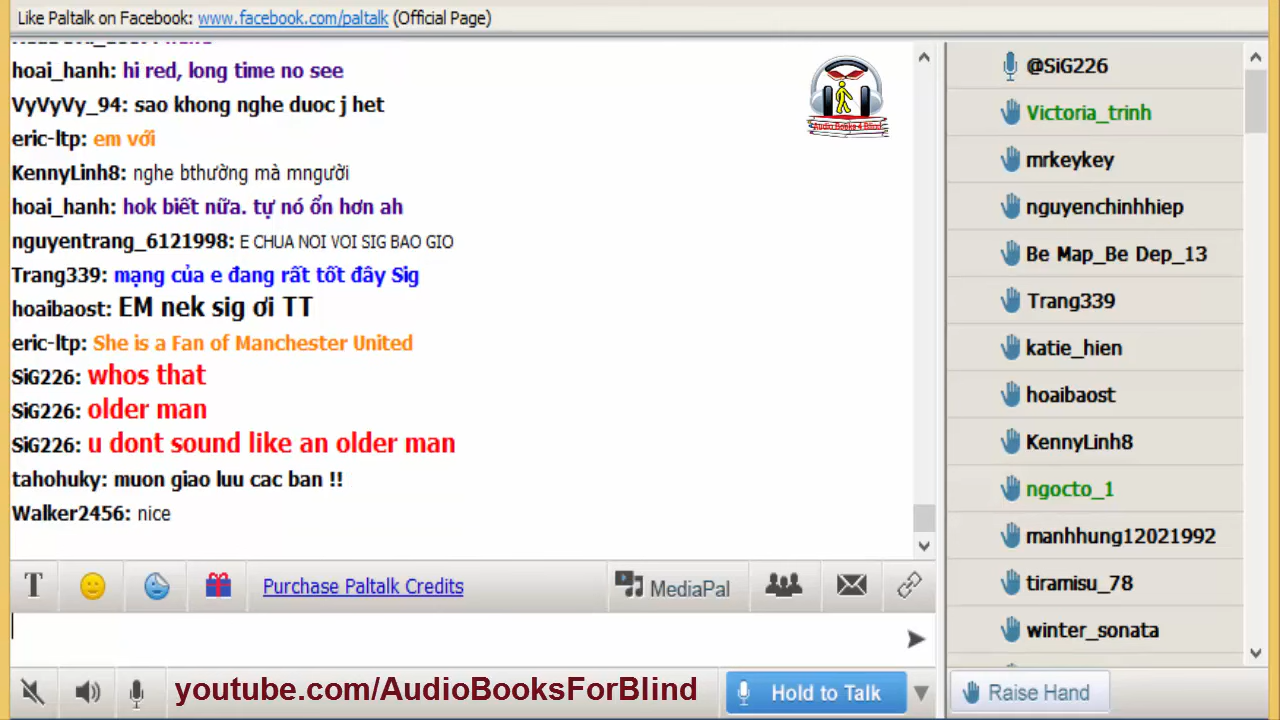 Like Paltalk on Facebook: www.facebook.com/paltalk (Official Page)
hoai_hanh: hi red, long time no see
VyVyVy_94: sao khong nghe duoc j het
eric-ltp: em với
KennyLinh8: nghe bthường mà mngười
hoai_hanh: hok biết nữa. tự nó ổn hơn ah
nguyentrang_6121998: E CHUA NOI VOI SIG BAO GIO
Trang339: mạng của e đang rất tốt đây Sig
hoaibaost: EM nek sig ơi TT
eric-ltp: She is a Fan of Manchester United
SiG226: whos that
SiG226: older man
SiG226: u dont sound like an older man
tahohuky: muon giao luu cac ban !!
Walker2456: nice
Audio Books 4 Blind
@SiG226
Victoria_trinh
mrkeykey
nguyenchinhhiep
Be Map_Be Dep_13
Trang339
katie_hien
hoaibaost
KennyLinh8
ngocto_1
manhhung12021992
tiramisu_78
winter_sonata
T
Purchase Paltalk Credits
MediaPal
youtube.com/AudioBooksForBlind
Hold to Talk
Raise Hand